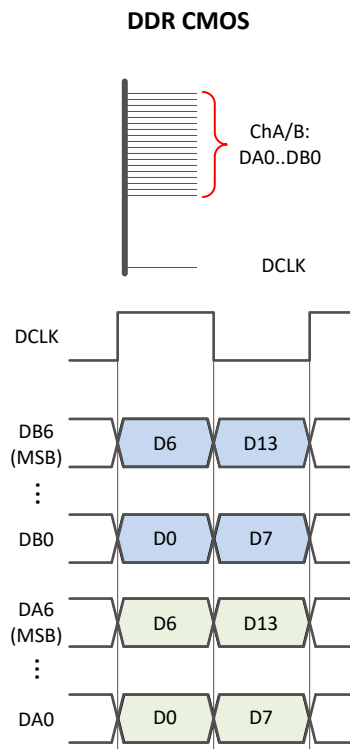 DDR CMOS
ChA/B:
DA0..DB0
DCLK
DCLK
DB6
(MSB)
D6
D13
DB0
D0
D7
DA6
(MSB)
D6
D13
DA0
D0
D7